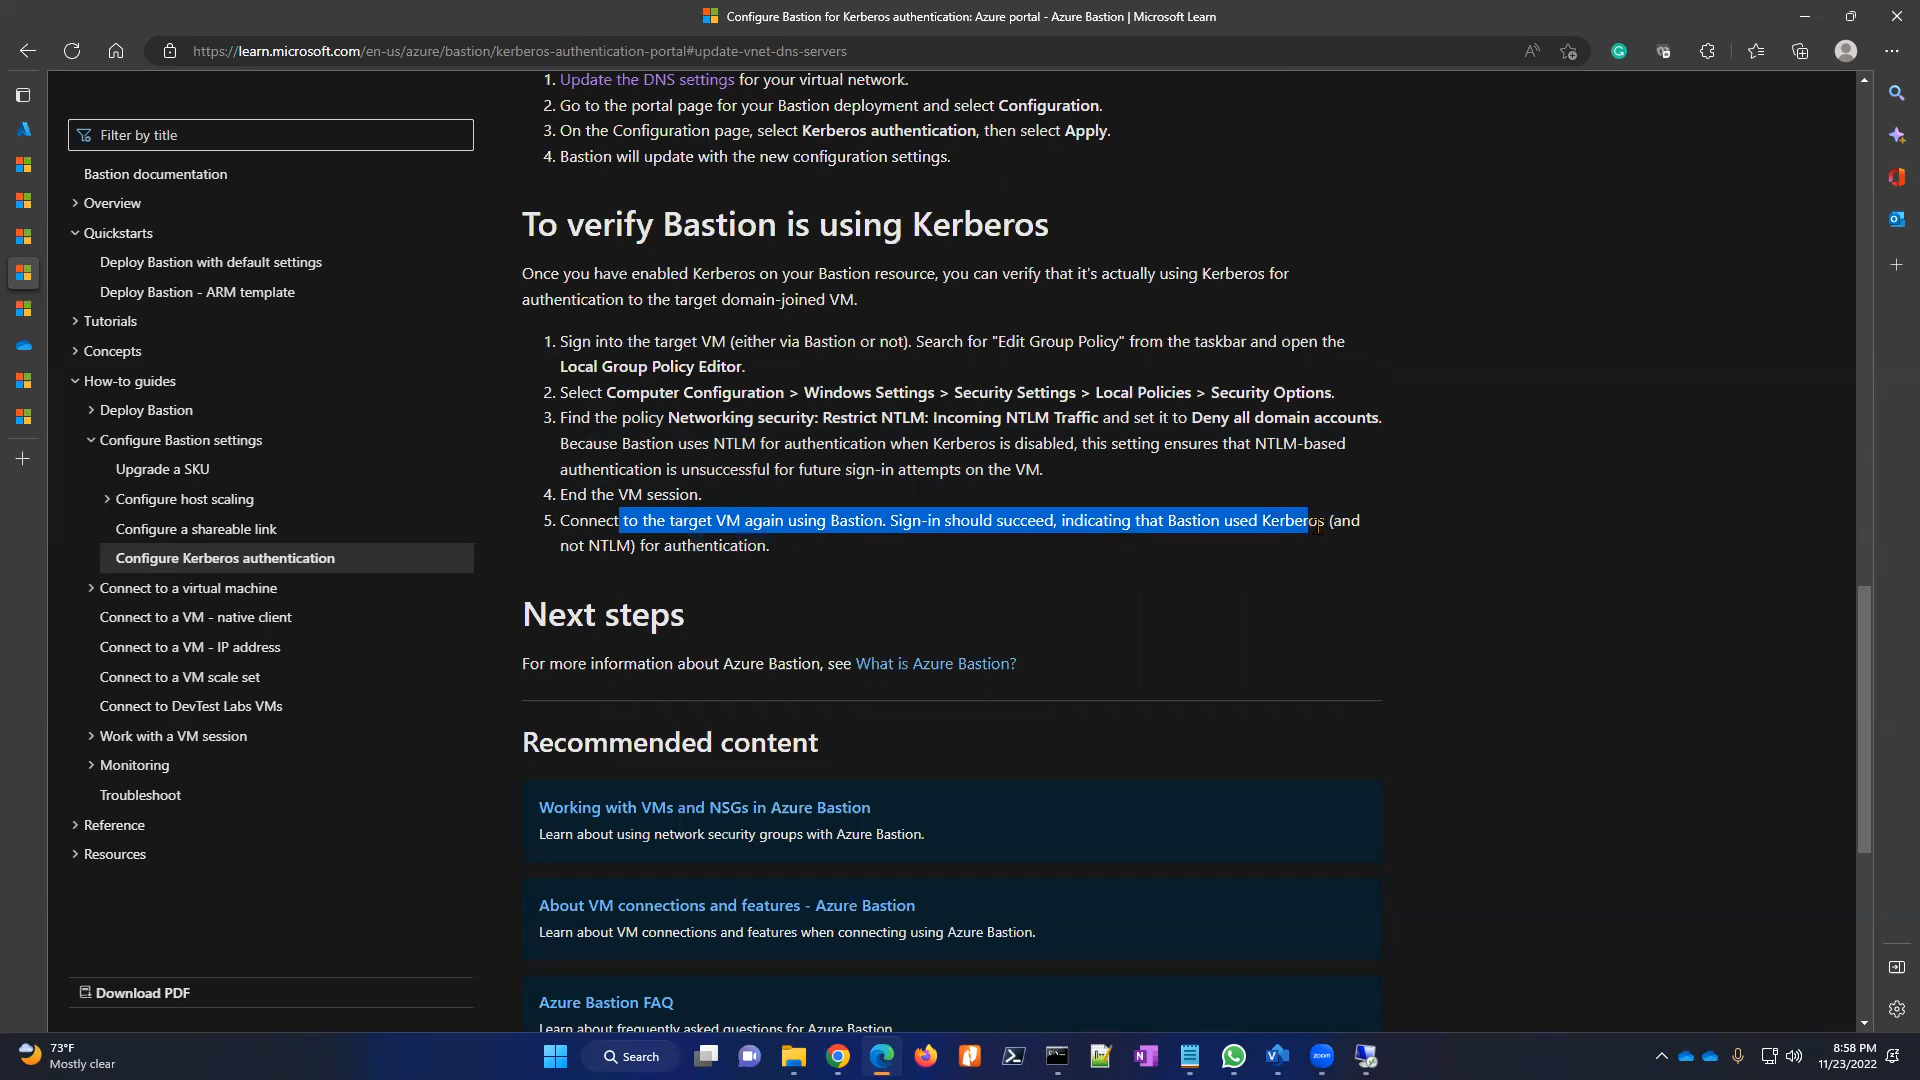 Configure Bastion for Kerberos authentication: Azure portal - Azure Bastion | Microsoft Learn
https://learn.microsoft.com/en-us/azure/bastion/kerberos-authentication-portal#update-vnet-dns-servers
Filter by title
Bastion documentation
Overview
Quickstarts
Deploy Bastion with default settings
Deploy Bastion - ARM template
Tutorials
Concepts
How-to guides
Deploy Bastion
Configure Bastion settings
Upgrade a SKU
Configure host scaling
Configure a shareable link
Configure Kerberos authentication
Connect to a virtual machine
Connect to a VM - native client
Connect to a VM - IP address
Connect to a VM scale set
Connect to DevTest Labs VMs
Work with a VM session
Monitoring
Troubleshoot
Reference
Resources
Download PDF
1. Update the DNS settings for your virtual network.
2. Go to the portal page for your Bastion deployment and select Configuration.
3. On the Configuration page, select Kerberos authentication, then select Apply.
4. Bastion will update with the new configuration settings.
To verify Bastion is using Kerberos
Once you have enabled Kerberos on your Bastion resource, you can verify that it's actually using Kerberos for
authentication to the target domain-joined VM.
1. Sign into the target VM (either via Bastion or not). Search for "Edit Group Policy" from the taskbar and open the
Local Group Policy Editor.
2. Select Computer Configuration > Windows Settings > Security Settings > Local Policies > Security Options.
3. Find the policy Networking security: Restrict NTLM: Incoming NTLM Traffic and set it to Deny all domain accounts.
Because Bastion uses NTLM for authentication when Kerberos is disabled, this setting ensures that NTLM-based
authentication is unsuccessful for future sign-in attempts on the VM.
4. End the VM session.
5. Connect to the target VM again using Bastion. Sign-in should succeed, indicating that Bastion used Kerberos (and
not NTLM) for authentication.
Next steps
For more information about Azure Bastion, see What is Azure Bastion?
Recommended content
Working with VMs and NSGs in Azure Bastion
Learn about using network security groups with Azure Bastion.
About VM connections and features - Azure Bastion
Learn about VM connections and features when connecting using Azure Bastion.
Azure Bastion FAQ
Learn about frequently asked questions for Azure Bastion.
73°F
Mostly clear
Search
zoom
8:58 PM
11/23/2022